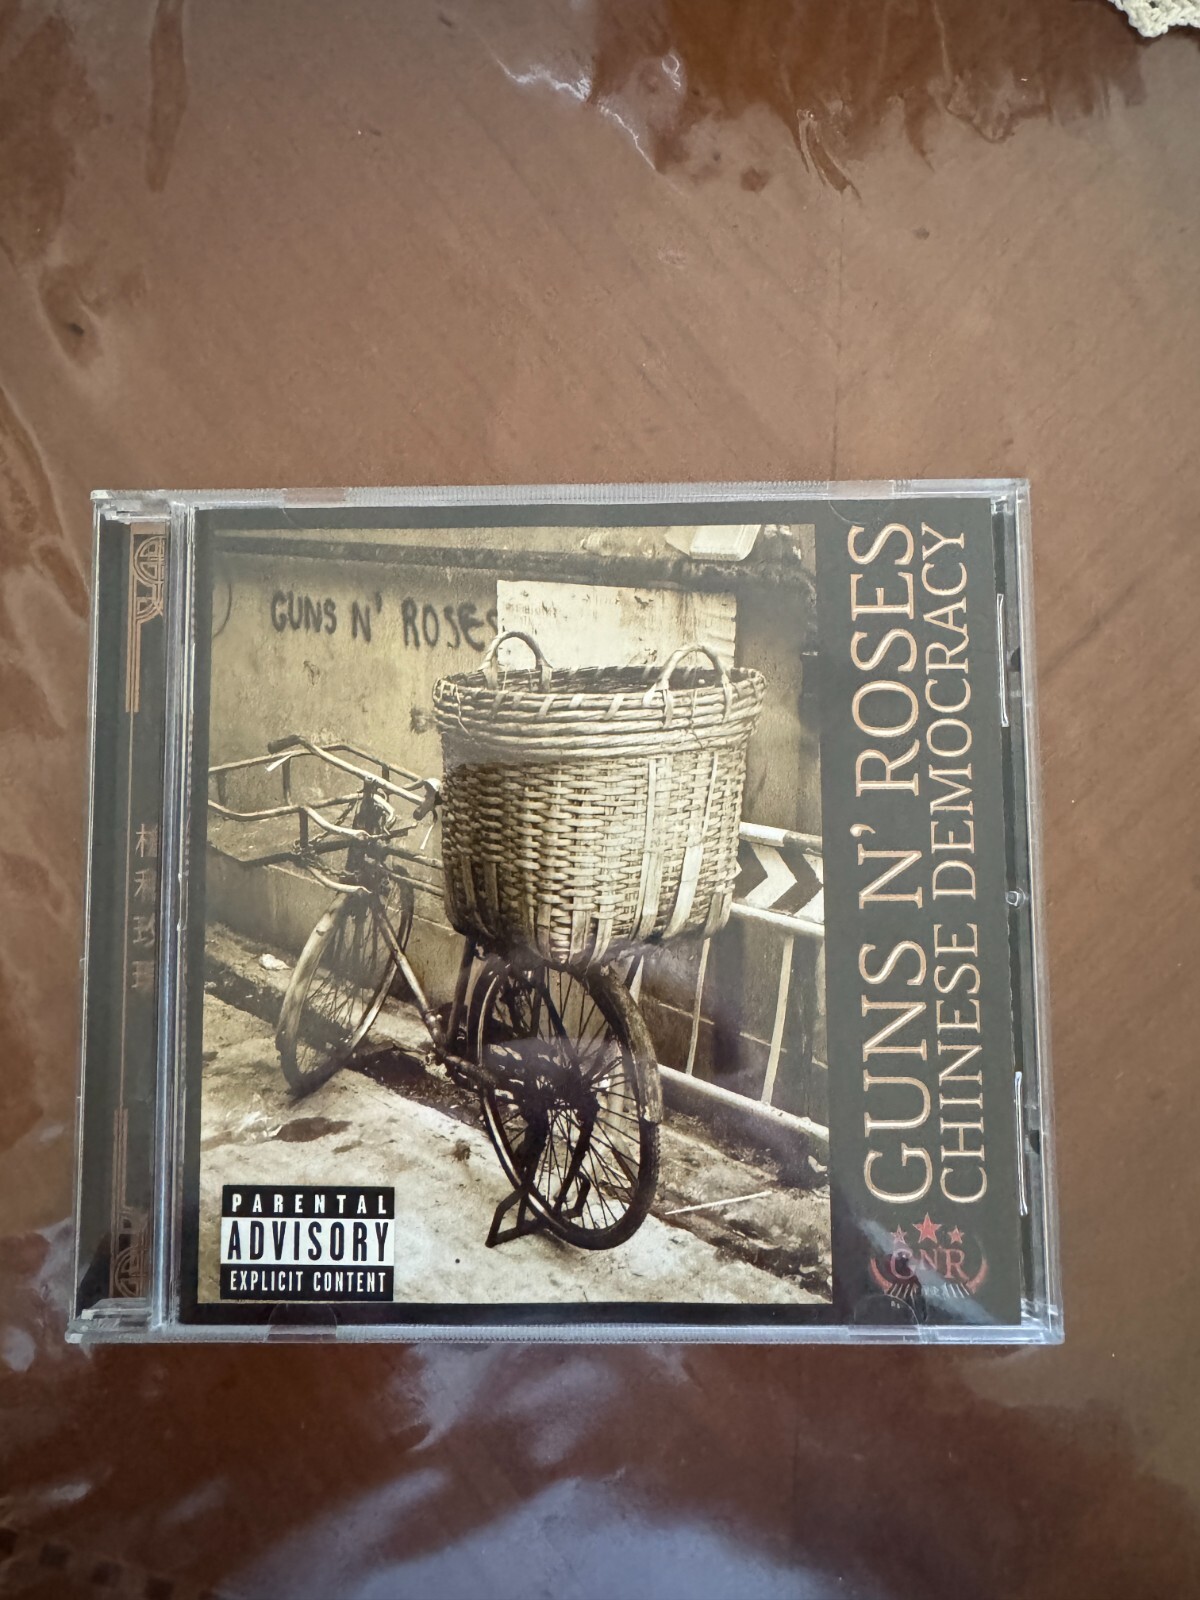 GUNS N' ROSES
GUNS N' ROSES
CHINESE DEMOCRACY
PARENTAL
ADVISORY
EXPLICIT CONTENT
GNR